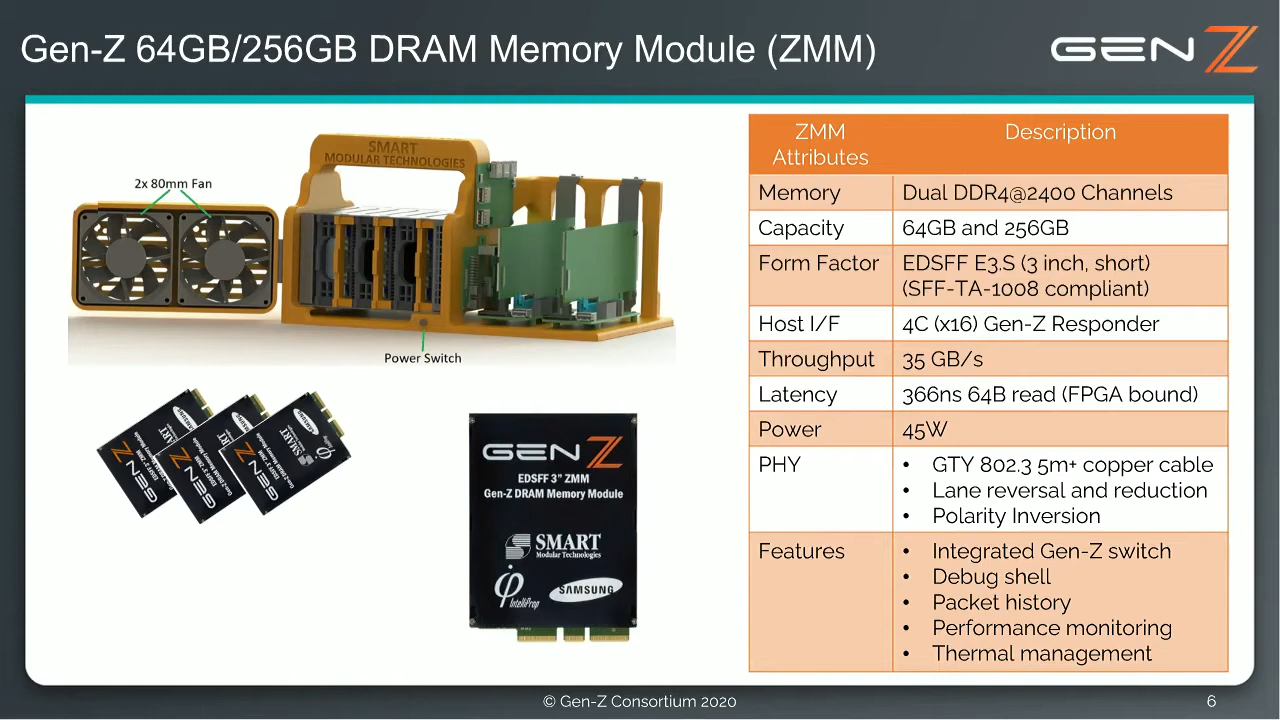 Gen-Z 64GB/256GB DRAM Memory Module (ZMM)
GEN Z
SMART
MODULAR TECHNOLOGIES
2x 80mm Fan
Power Switch
GEN Z
EDSFF 3" ZMM
Gen-Z DRAM Memory Module
SMART
Modular Technologies
IntelliProp
SAMSUNG
ZMM Attributes
Description
Memory
Dual DDR4@2400 Channels
Capacity
64GB and 256GB
Form Factor
EDSFF E3.S (3 inch, short)
(SFF-TA-1008 compliant)
Host I/F
4C (x16) Gen-Z Responder
Throughput
35 GB/s
Latency
366ns 64B read (FPGA bound)
Power
45W
PHY
• GTY 802.3 5m+ copper cable
• Lane reversal and reduction
• Polarity Inversion
Features
• Integrated Gen-Z switch
• Debug shell
• Packet history
• Performance monitoring
• Thermal management
© Gen-Z Consortium 2020
6